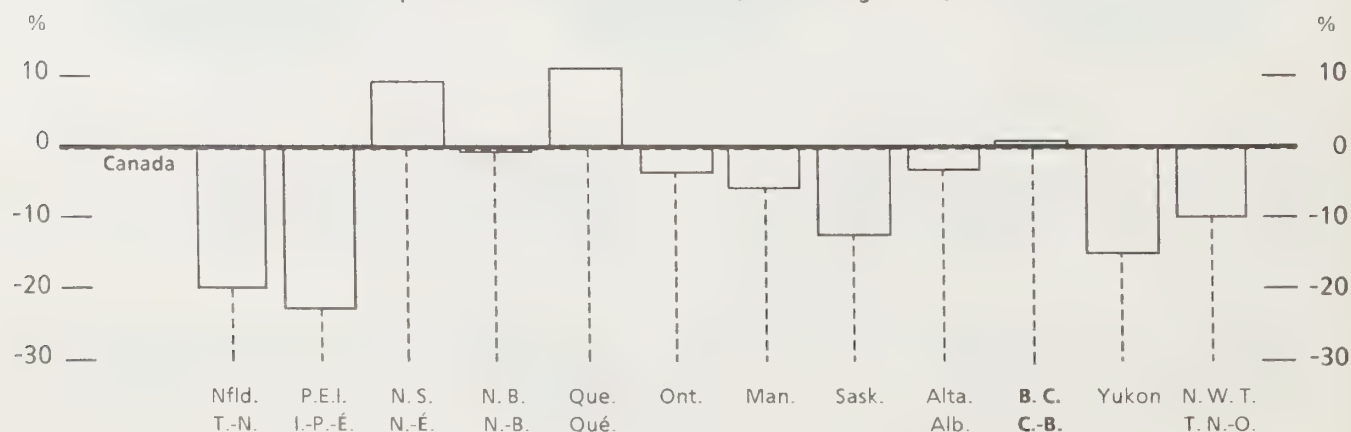 % %
10 10
0 0
Canada
-10 -10
-20 -20
-30 -30
Nfld. P.E.I. N. S. N. B. Que. Ont. Man. Sask. Alta. B. C. Yukon N. W. T.
T.-N. I.-P.-É. N.-É. N.-B. Qué. Alb. C.-B. T. N.-O.